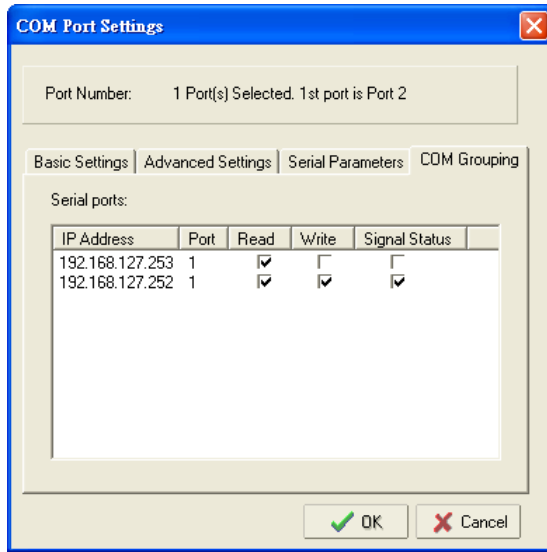 COM Port Settings
Port Number: 1 Port(s) Selected. 1st port is Port 2
Basic Settings Advanced Settings Serial Parameters COM Grouping
Serial ports:
IP Address Port Read Write Signal Status
192.168.127.253 1
192.168.127.252 1
OK Cancel